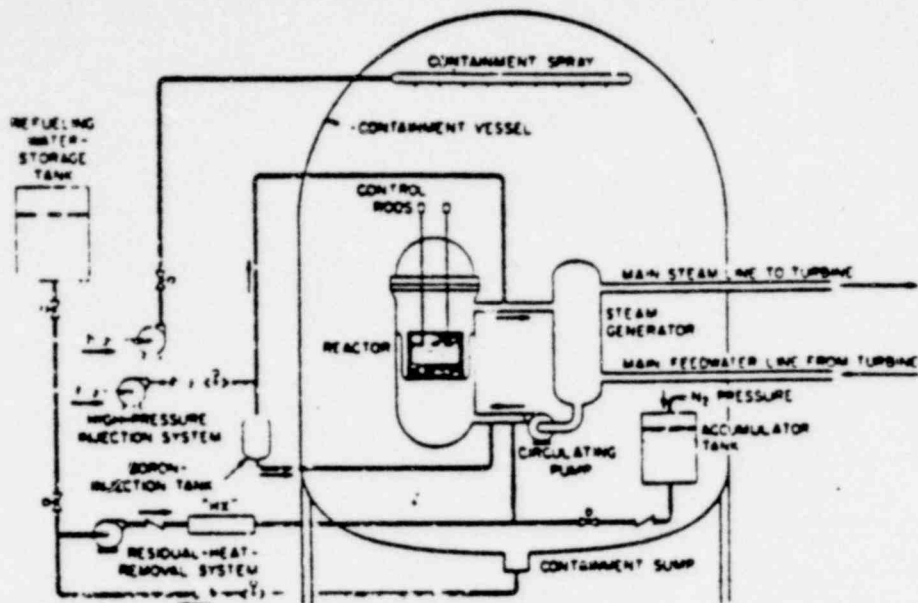 CONTAINMENT SPRAY
REFUELING
WATER-
STORAGE
TANK
CONTAINMENT VESSEL
CONTROL
RODS
MAIN STEAM LINE TO TURBINE
STEAM
GENERATOR
REACTOR
MAIN FEEDWATER LINE FROM TURBINE
N2 PRESSURE
HIGH-PRESSURE
INJECTION SYSTEM
ACCUMULATOR
TANK
CIRCULATING
PUMP
BORON-
INJECTION TANK
"HX"
RESIDUAL-HEAT-
REMOVAL SYSTEM
CONTAINMENT SUMP